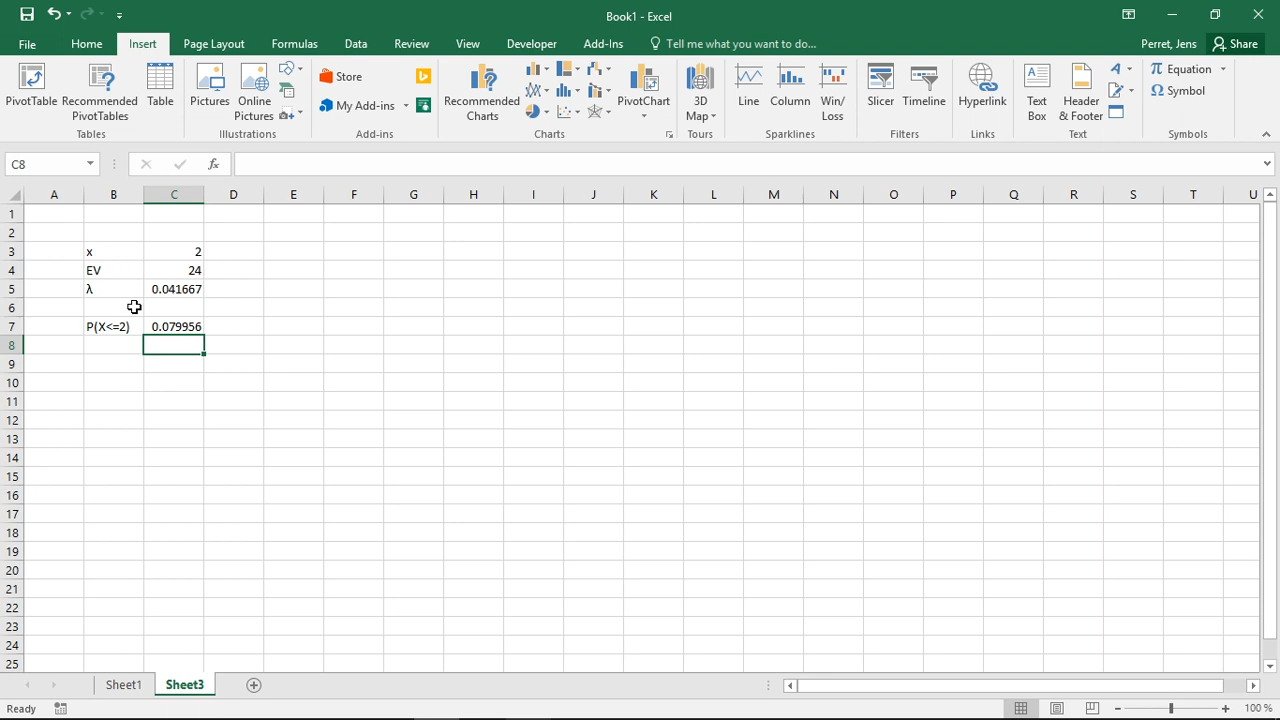 Book1 - Excel
File Home Insert Page Layout Formulas Data Review View Developer Add-Ins Tell me what you want to do... Perret, Jens Share
PivotTable
Recommended PivotTables
Table
Pictures
Online Pictures
Store
My Add-ins
Recommended Charts
PivotChart
3D Map
Line
Column
Win/ Loss
Slicer
Timeline
Hyperlink
Text Box
Header & Footer
Equation
Symbol
Tables Illustrations Add-ins Charts Tours Sparklines Filters Links Text Symbols
C8 fx
A B C D E F G H I J K L M N O P Q R S T U
1
2
3 x 2
4 EV 24
5 λ 0.041667
6
7 P(X<=2) 0.079956
8
9
10
11
12
13
14
15
16
17
18
19
20
21
22
23
24
25
Sheet1 Sheet3
Ready 100 %